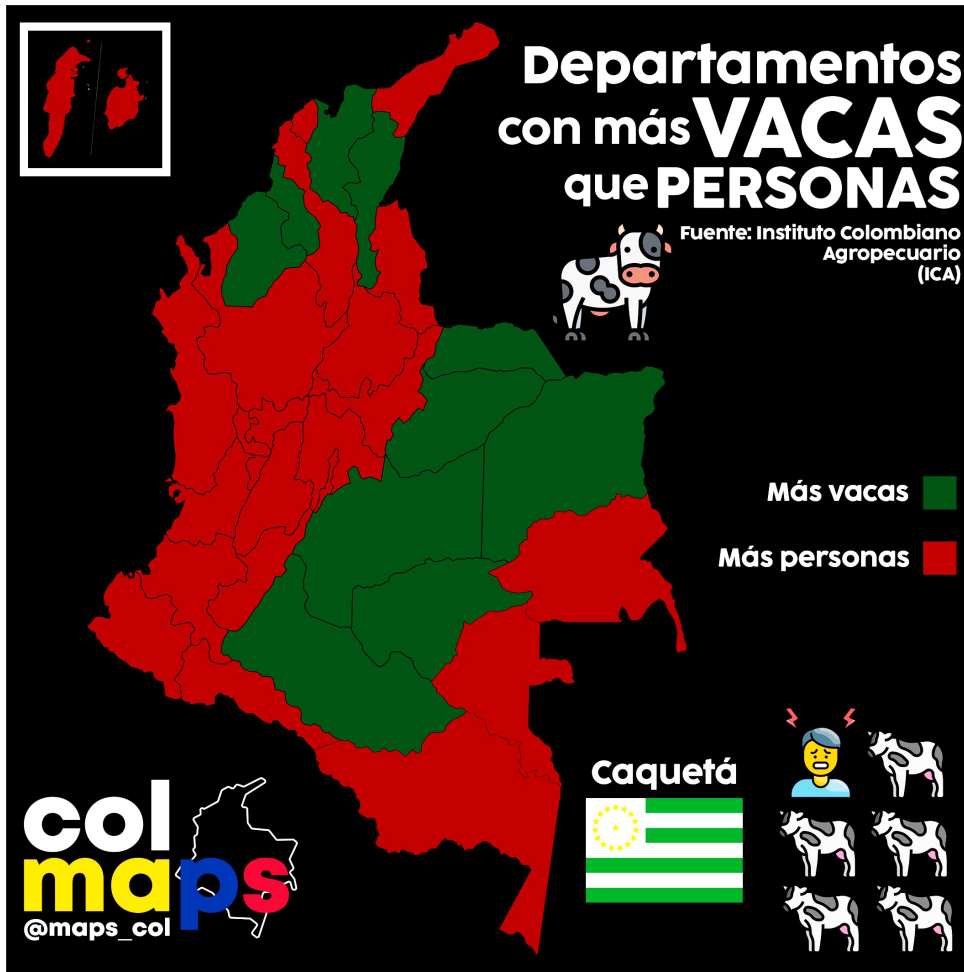 Departamentos
con más VACAS
que PERSONAS
Fuente: Instituto Colombiano
Agropecuario
(ICA)
Más vacas
Más personas
Caquetá
col
maps
@maps_col